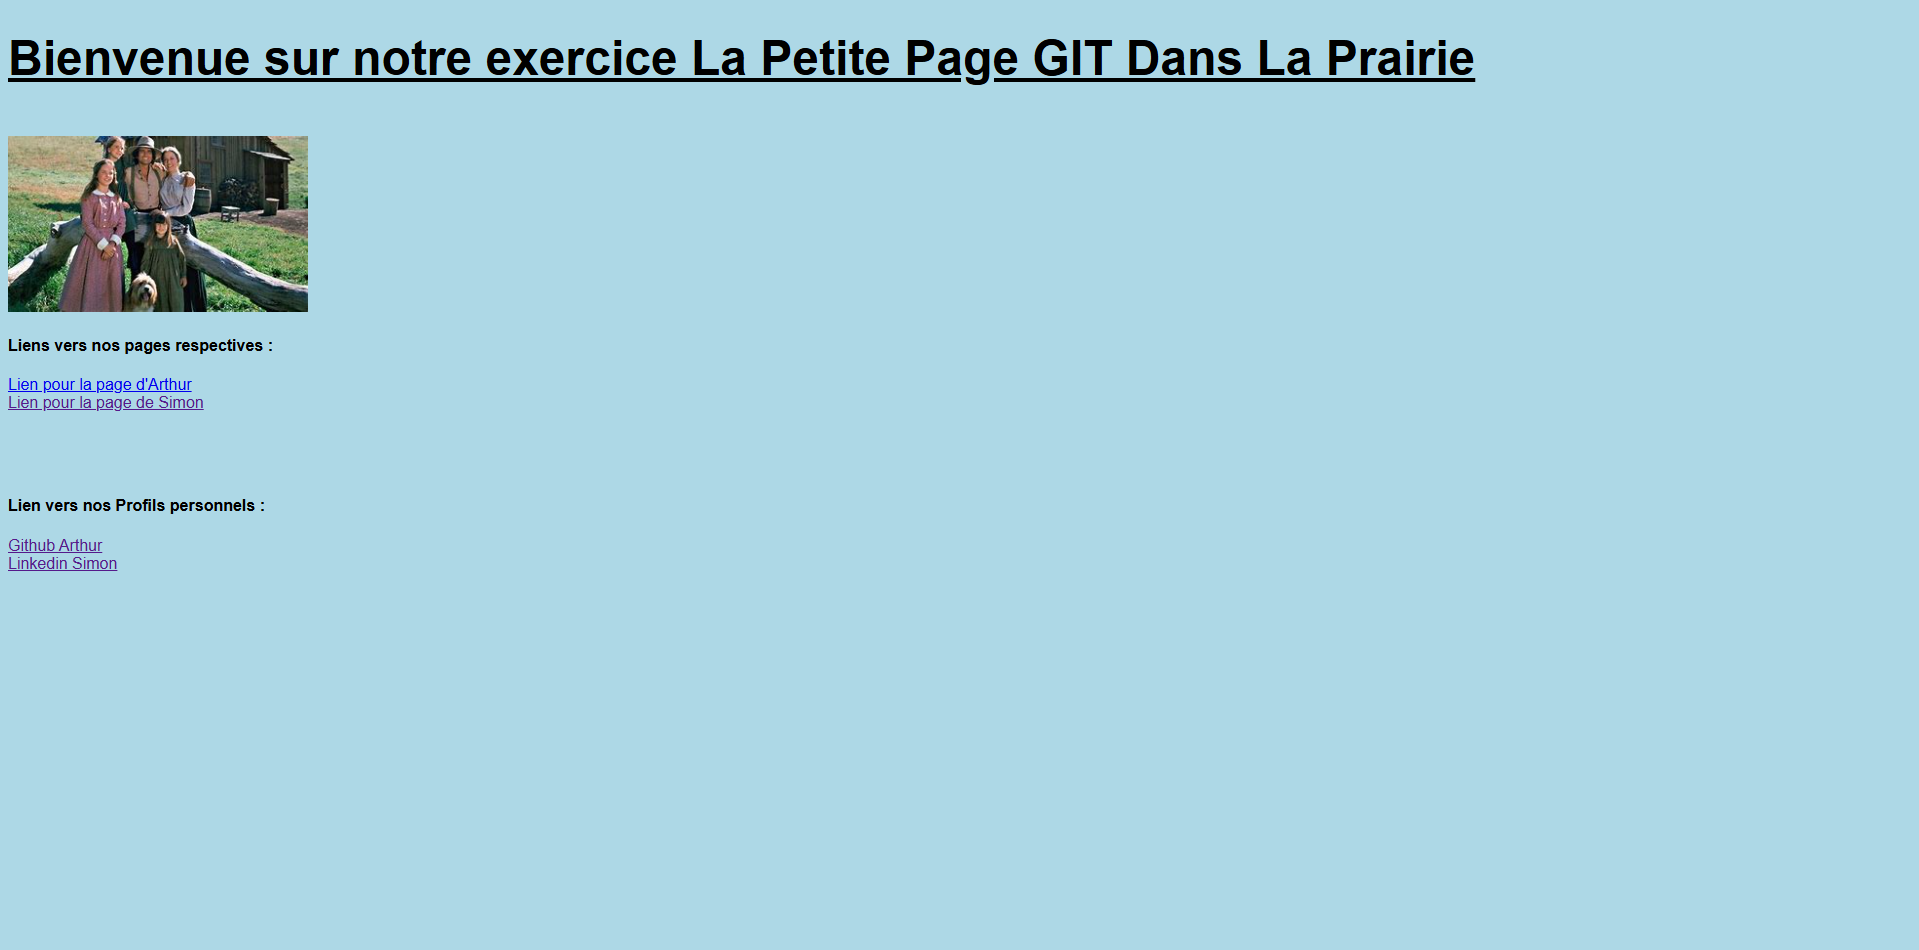 Bienvenue sur notre exercice La Petite Page GIT Dans La Prairie
Liens vers nos pages respectives :
Lien pour la page d'Arthur
Lien pour la page de Simon
Lien vers nos Profils personnels :
Github Arthur
Linkedin Simon